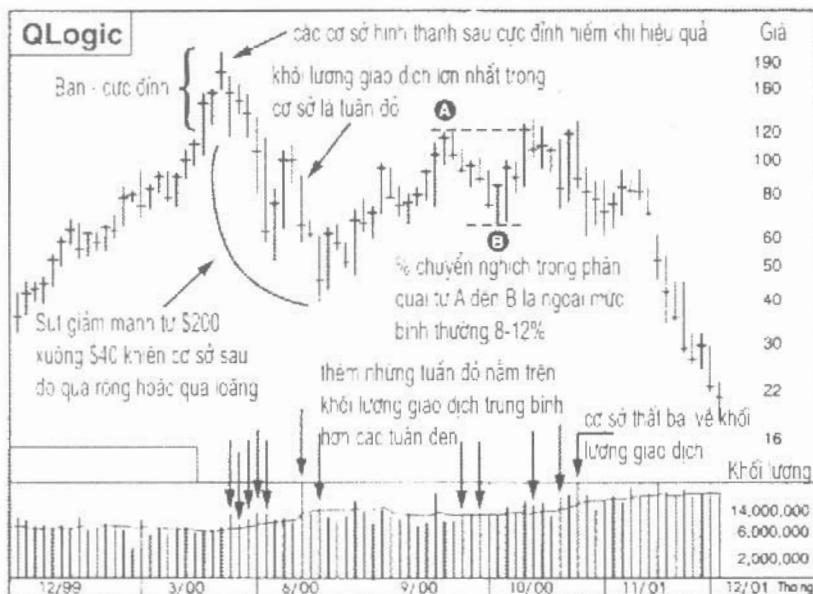 QLogic
Giá
các cơ sở hình thành sau cực đỉnh hiếm khi hiệu quả
190
Bán - cực đỉnh
khối lượng giao dịch lớn nhất trong
cơ sở là tuần đỏ
160
A
120
100
80
60
B
50
% chuyển nghịch trong phần
quai từ A đến B là ngoài mức
bình thường 8-12%
40
Sụt giảm mạnh từ $200
xuống $40 khiến cơ sở sau
đó quá rộng hoặc quá loãng
30
thêm những tuần đỏ nằm trên
khối lượng giao dịch trung bình
hơn các tuần đen
22
cơ sở thất bại về khối
lượng giao dịch
16
Khối lượng
14,000,000
6,000,000
2,000,000
12/99 3/00 6/00 9/00 10/00 11/01 12/01 Tháng